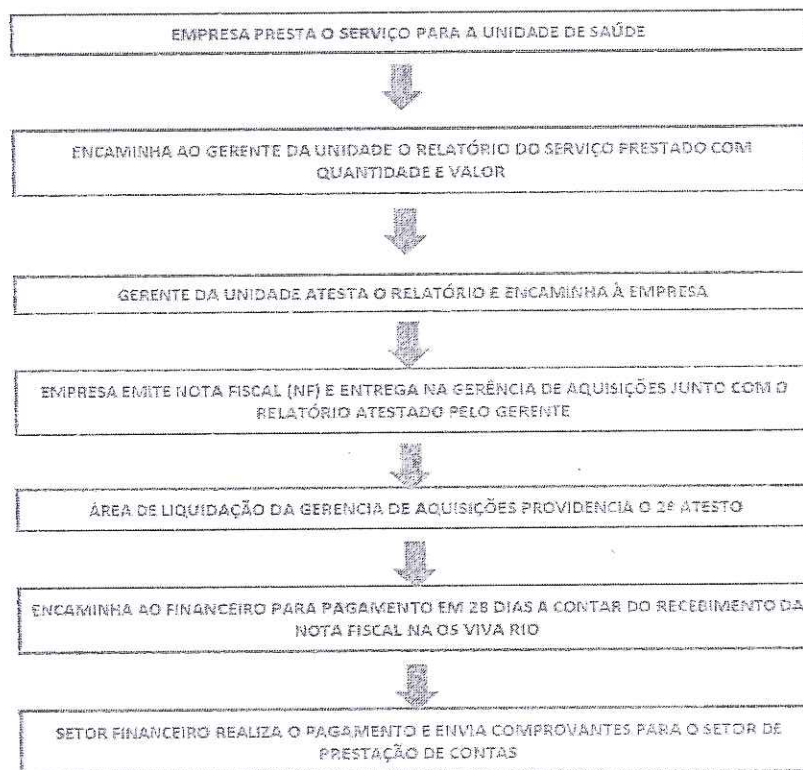 EMPRESA PRESTA O SERVIÇO PARA A UNIDADE DE SAÚDE
ENCAMINHA AO GERENTE DA UNIDADE O RELATÓRIO DO SERVIÇO PRESTADO COM
QUANTIDADE E VALOR
GERENTE DA UNIDADE ATESTA O RELATÓRIO E ENCAMINHA À EMPRESA
EMPRESA EMITE NOTA FISCAL (NF) E ENTREGA NA GERÊNCIA DE AQUISIÇÕES JUNTO COM O
RELATÓRIO ATESTADO PELO GERENTE
ÁREA DE LIQUIDAÇÃO DA GERENCIA DE AQUISIÇÕES PROVIDENCIA O 2º ATESTO
ENCAMINHA AO FINANCEIRO PARA PAGAMENTO EM 28 DIAS A CONTAR DO RECEBIMENTO DA
NOTA FISCAL NA OS VIVA RIO
SETOR FINANCEIRO REALIZA O PAGAMENTO E ENVIA COMPROVANTES PARA O SETOR DE
PRESTAÇÃO DE CONTAS